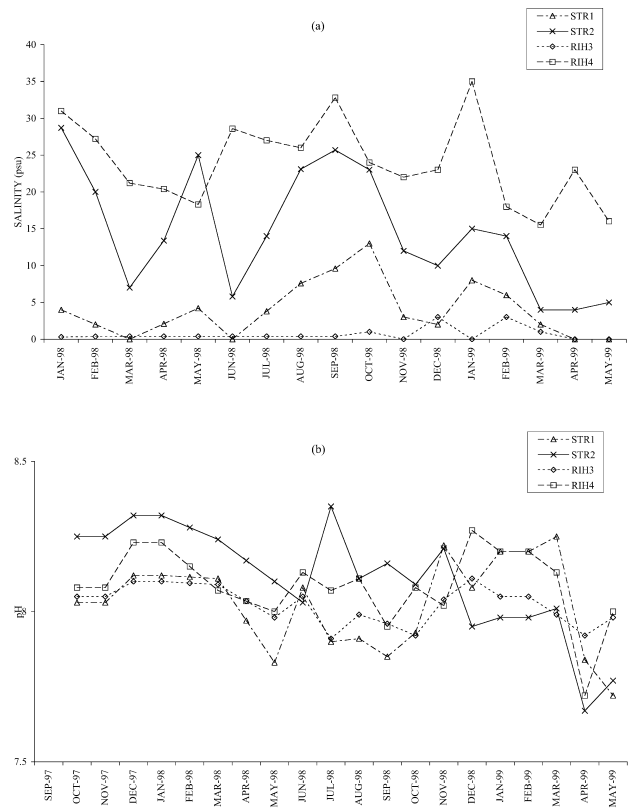 (a)
STR1
STR2
RIH3
RIH4
SALINITY (psu)
40
35
30
25
20
15
10
5
0
JAN-98
FEB-98
MAR-98
APR-98
MAY-98
JUN-98
JUL-98
AUG-98
SEP-98
OCT-98
NOV-98
DEC-98
JAN-99
FEB-99
MAR-99
APR-99
MAY-99
(b)
STR1
STR2
RIH3
RIH4
pH
8.5
7.5
SEP-97
OCT-97
NOV-97
DEC-97
JAN-98
FEB-98
MAR-98
APR-98
MAY-98
JUN-98
JUL-98
AUG-98
SEP-98
OCT-98
NOV-98
DEC-98
JAN-99
FEB-99
MAR-99
APR-99
MAY-99